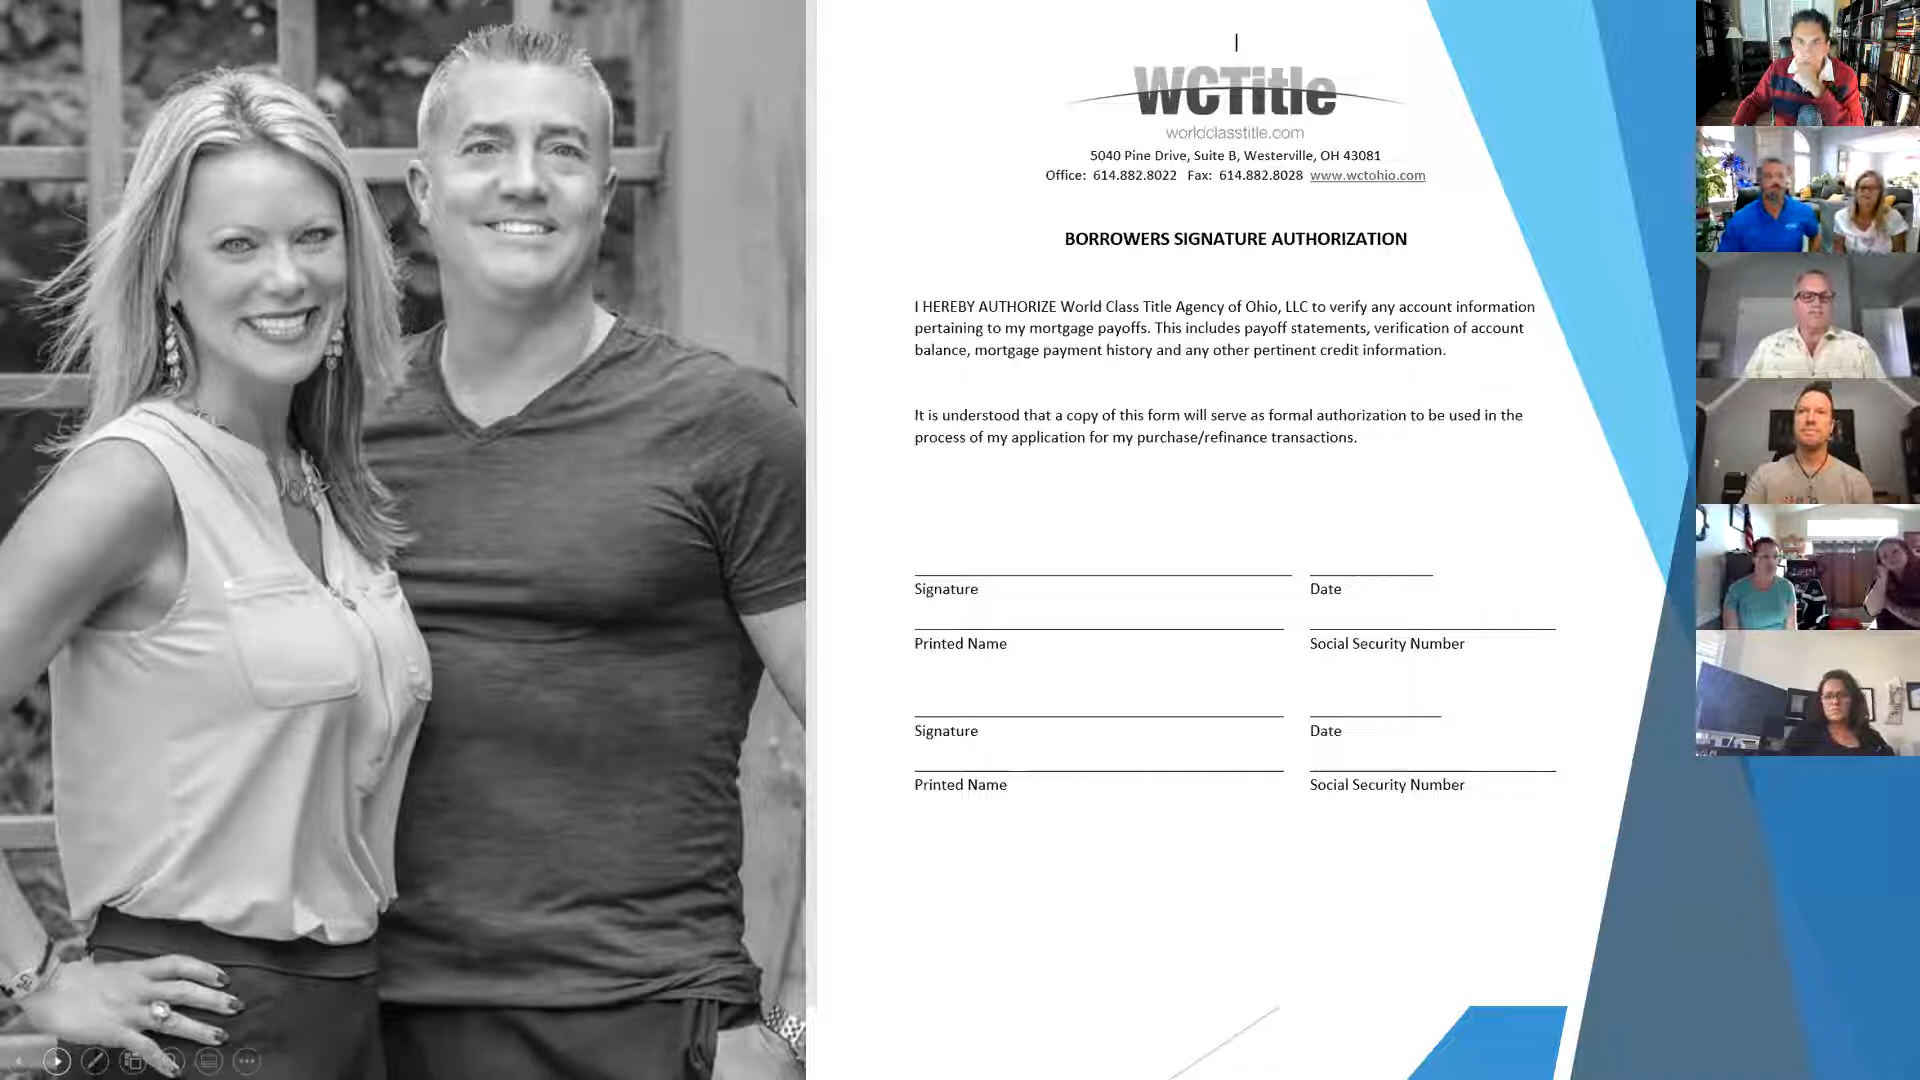 WCTitle
worldclasstitle.com
5040 Pine Drive, Suite B, Westerville, OH 43081
Office: 614.882.8022 Fax: 614.882.8028 www.wctohio.com
BORROWERS SIGNATURE AUTHORIZATION
I HEREBY AUTHORIZE World Class Title Agency of Ohio, LLC to verify any account information
pertaining to my mortgage payoffs. This includes payoff statements, verification of account
balance, mortgage payment history and any other pertinent credit information.
It is understood that a copy of this form will serve as formal authorization to be used in the
process of my application for my purchase/refinance transactions.
Signature Date
Printed Name Social Security Number
Signature Date
Printed Name Social Security Number